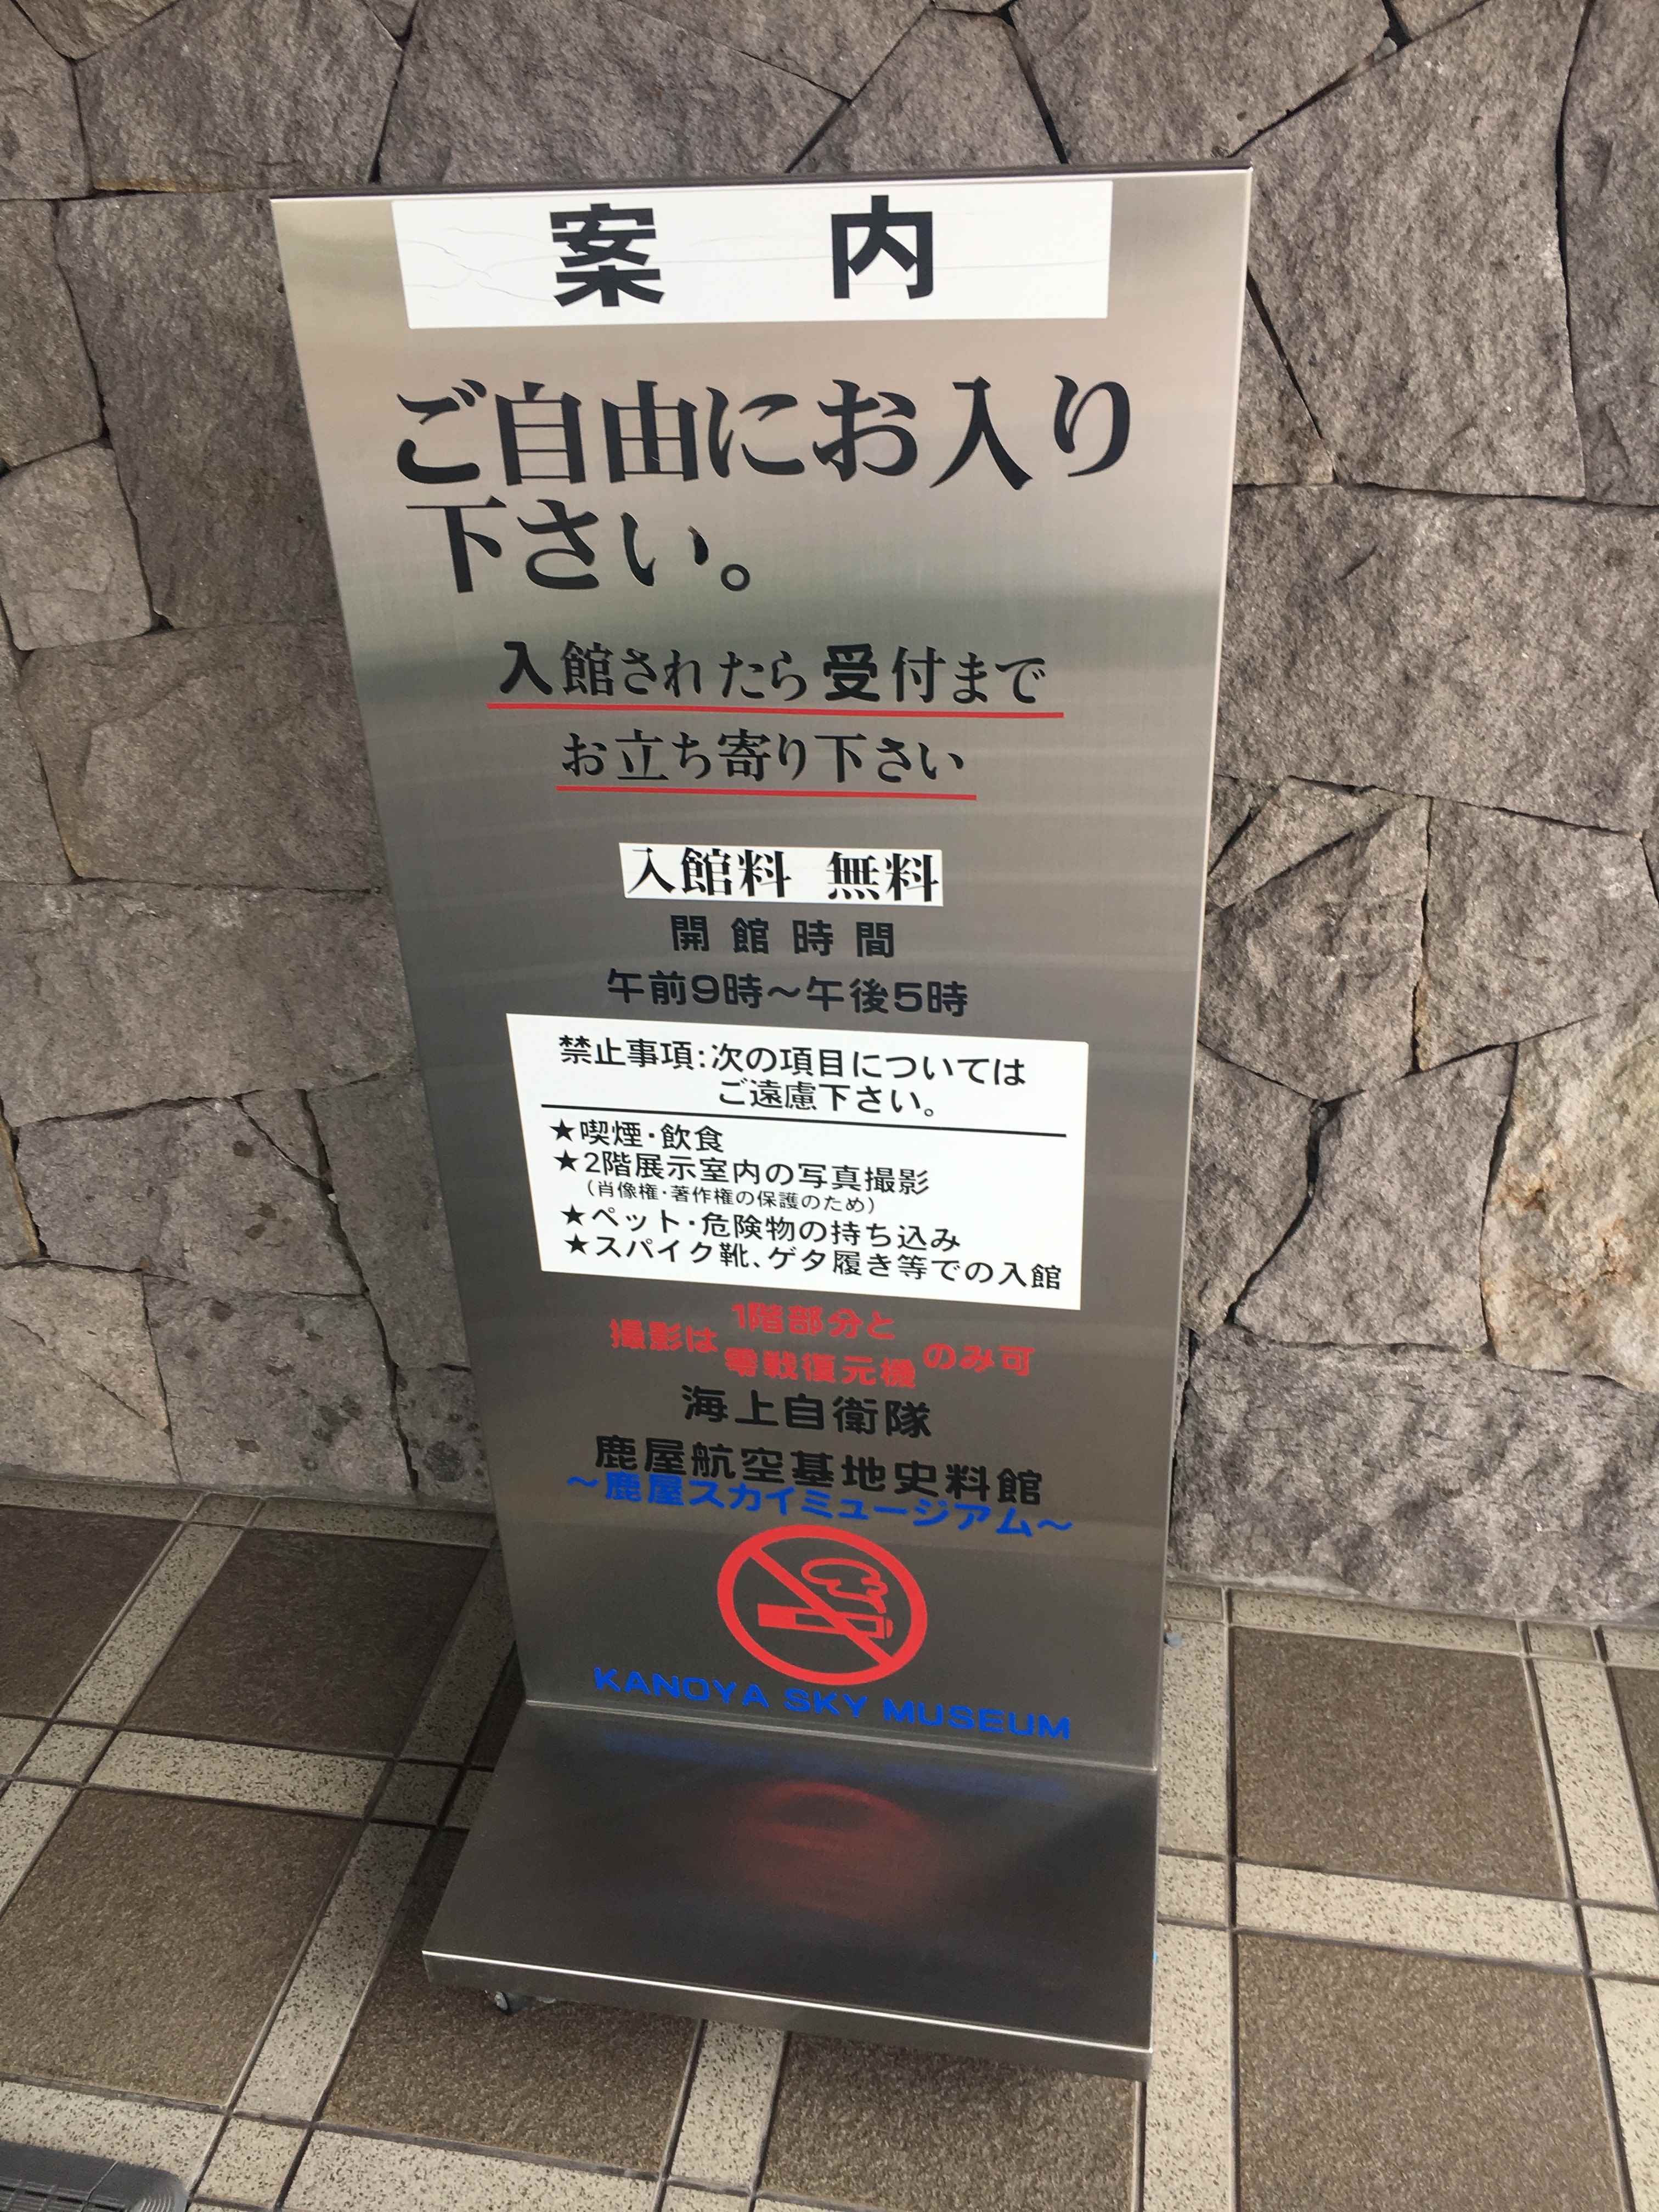 案 内
ご自由にお入り
下さい。
入館されたら受付まで
お立ち寄り下さい
入館料 無料
開館時間
午前9時~午後5時
禁止事項:次の項目については
ご遠慮下さい。
★喫煙・飲食
★2階展示室内の写真撮影
(肖像権・著作権の保護のため)
★ペット・危険物の持ち込み
★スパイク靴、ゲタ履き等での入館
撮影は1階部分と
零戦復元機のみ可
海上自衛隊
鹿屋航空基地史料館
~鹿屋スカイミュージアム~
KANOYA SKY MUSEUM